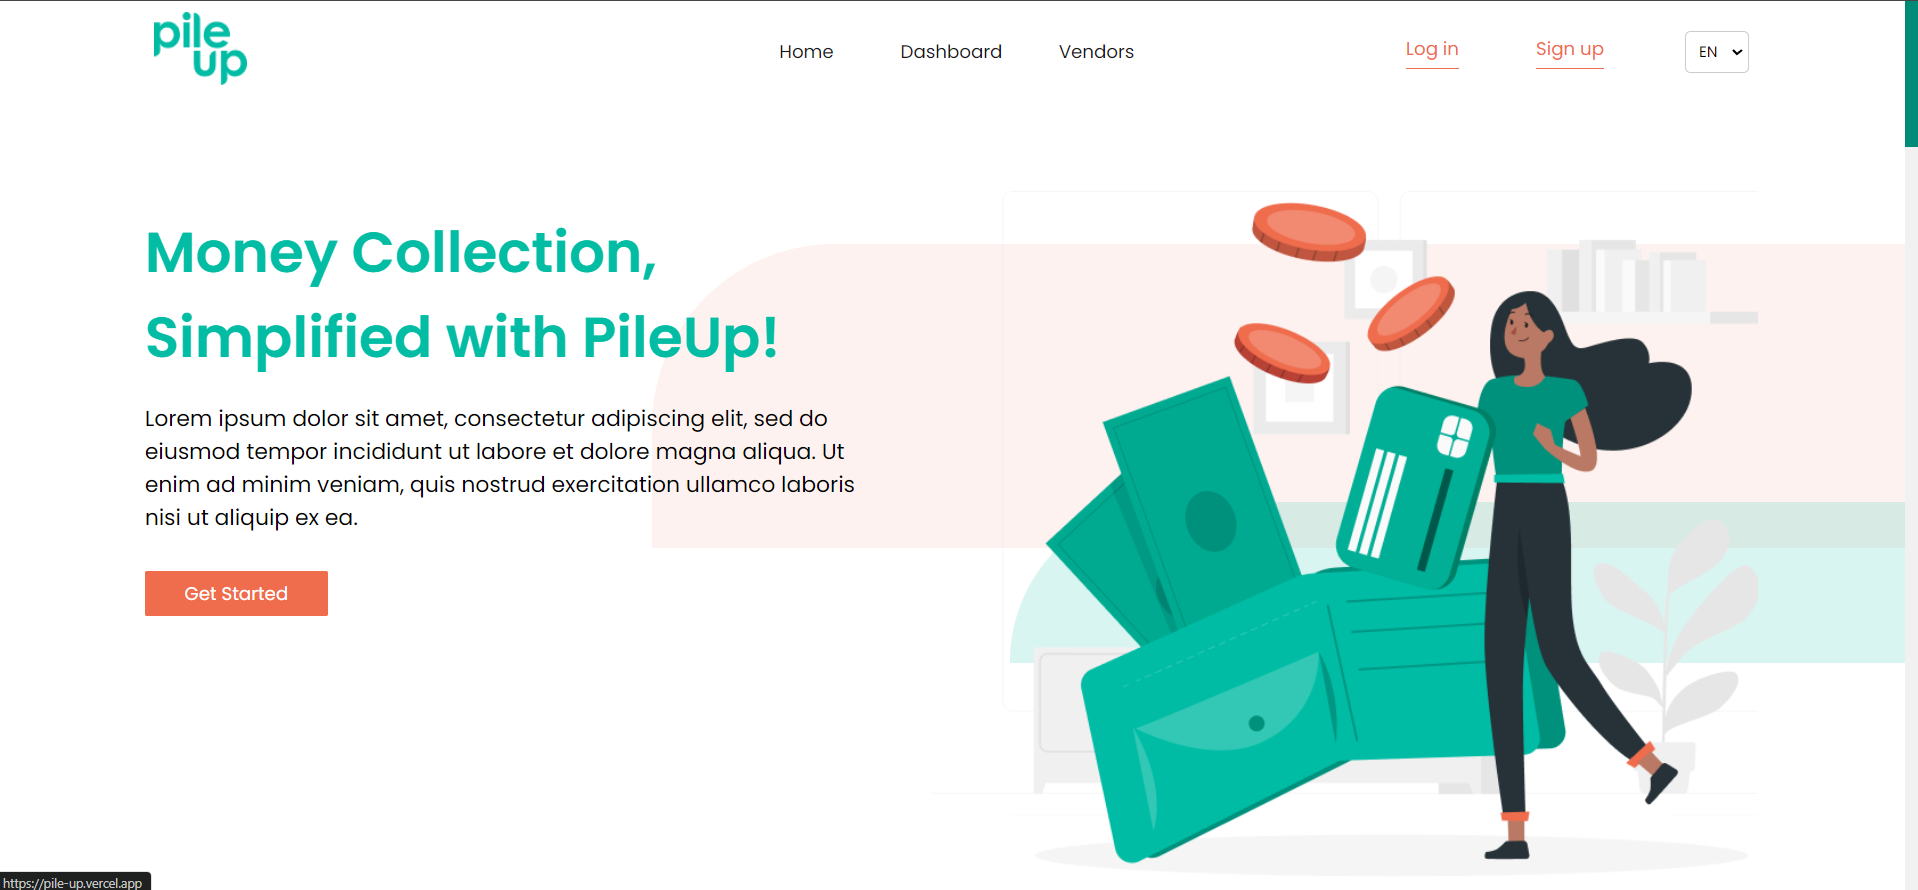 pile
up
Home Dashboard Vendors Log in Sign up EN
Money Collection,
Simplified with PileUp!
Lorem ipsum dolor sit amet, consectetur adipiscing elit, sed do
eiusmod tempor incididunt ut labore et dolore magna aliqua. Ut
enim ad minim veniam, quis nostrud exercitation ullamco laboris
nisi ut aliquip ex ea.
Get Started
https://pile-up.vercel.app